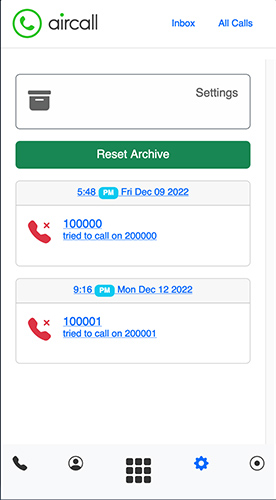 aircall Inbox All Calls
Settings
Reset Archive
5:48 PM Fri Dec 09 2022
100000
tried to call on 200000
9:16 PM Mon Dec 12 2022
100001
tried to call on 200001